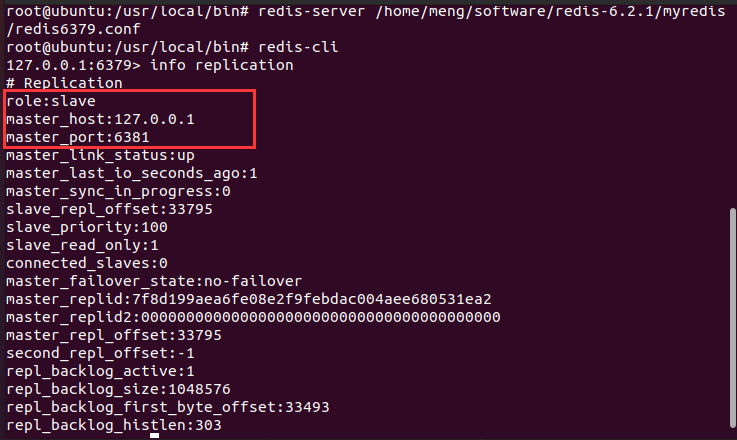 root@ubuntu:/usr/local/bin# redis-server /home/meng/software/redis-6.2.1/myredis
/redis6379.conf
root@ubuntu:/usr/local/bin# redis-cli
127.0.0.1:6379> info replication
# Replication
role:slave
master_host:127.0.0.1
master_port:6381
master_link_status:up
master_last_io_seconds_ago:1
master_sync_in_progress:0
slave_repl_offset:33795
slave_priority:100
slave_read_only:1
connected_slaves:0
master_failover_state:no-failover
master_replid:7f8d199aea6fe08e2f9febdac004aee680531ea2
master_replid2:0000000000000000000000000000000000000000
master_repl_offset:33795
second_repl_offset:-1
repl_backlog_active:1
repl_backlog_size:1048576
repl_backlog_first_byte_offset:33493
repl_backlog_histlen:303